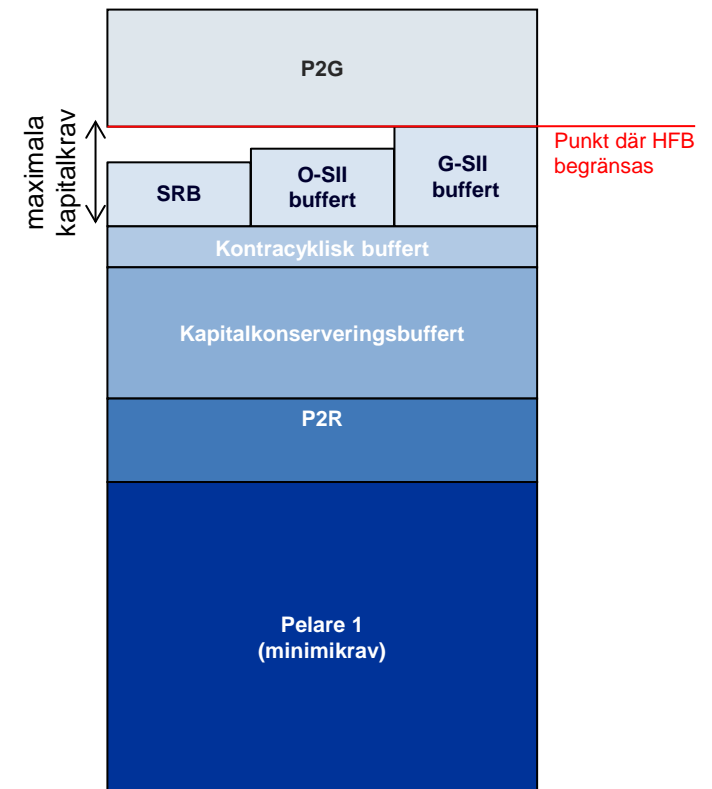 P2G
maximala
kapitalkrav
Punkt där HFB
begränsas
SRB
O-SII
buffert
G-SII
buffert
Kontracyklisk buffert
Kapitalkonserveringsbuffert
P2R
Pelare 1
(minimikrav)